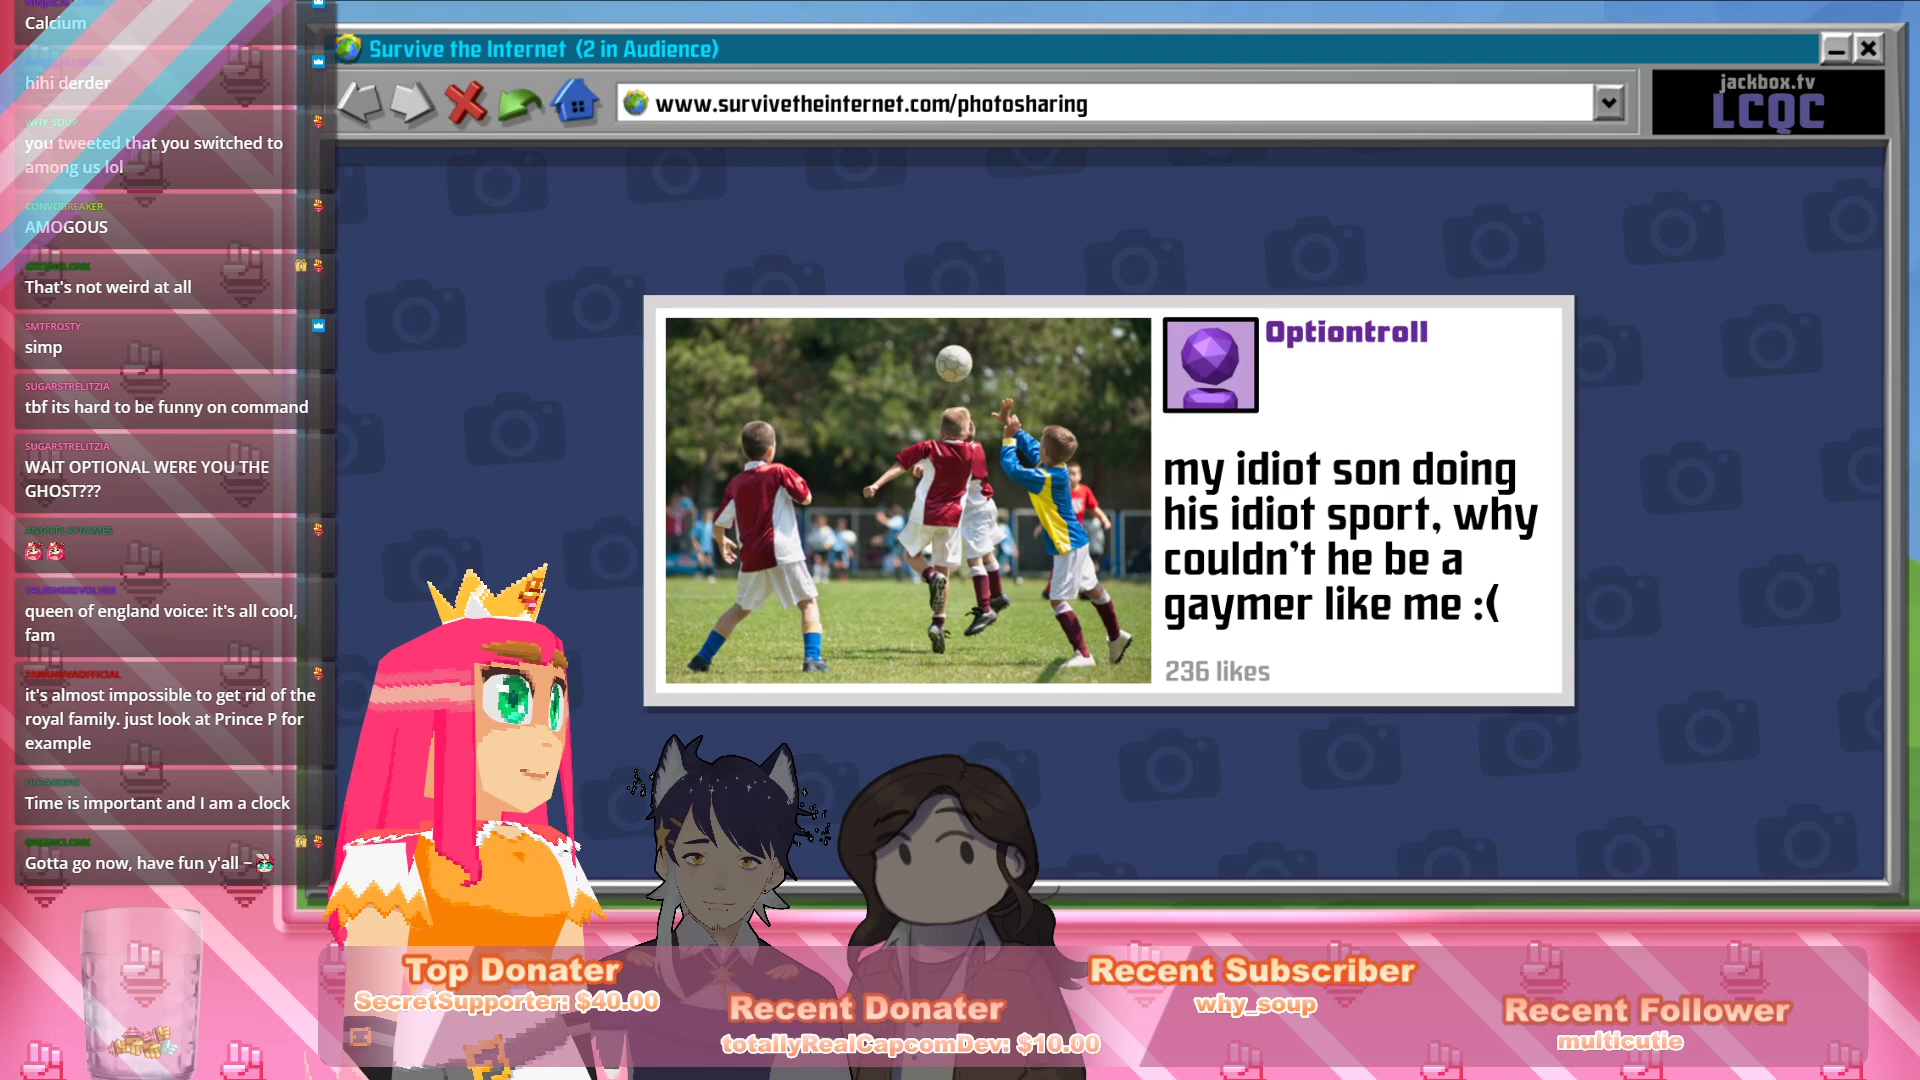 Calcium
hihi derder
WHY_SOUP
you tweeted that you switched to
among us lol
CONVOBREAKER
AMOGOUS
GREENCLONK
That's not weird at all
SMTFROSTY
simp
SUGARSTRELITZIA
tbf its hard to be funny on command
SUGARSTRELITZIA
WAIT OPTIONAL WERE YOU THE
GHOST???
ANGIEPLAYGAMES
queen of england voice: it's all cool,
fam
it's almost impossible to get rid of the
royal family. just look at Prince P for
example
Time is important and I am a clock
GREENCLONK
Gotta go now, have fun y'all ~
Survive the Internet (2 in Audience)
www.survivetheinternet.com/photosharing
jackbox.tv
LCQC
Optiontroll
my idiot son doing
his idiot sport, why
couldn't he be a
gaymer like me :(
236 likes
Top Donater
SecretSupporter: $40.00
Recent Donater
totallyRealCapcomDev: $10.00
Recent Subscriber
why_soup
Recent Follower
multicutie